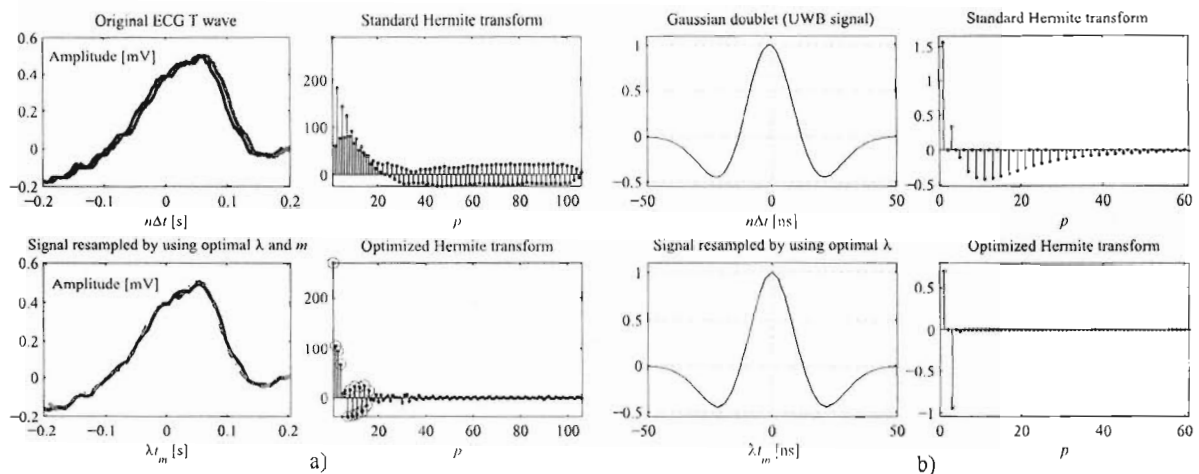 Original ECG T wave
Standard Hermite transform
Gaussian doublet (UWB signal)
Standard Hermite transform
Amplitude [mV]
0.6
0.4
0.2
0
−0.2
−0.2 −0.1 0 0.1 0.2
nΔt [s]
200
100
0
20 40 60 80 100
p
1
0.5
0
−0.5
−50 0 50
nΔt [ns]
1.5
1
0.5
0
−0.5
0 20 40 60
p
Signal resampled by using optimal λ and m
Optimized Hermite transform
Signal resampled by using optimal λ
Optimized Hermite transform
Amplitude [mV]
0.6
0.4
0.2
0
−0.2
−0.2 −0.1 0 0.1 0.2
λt_m [s]
200
100
0
20 40 60 80 100
p
1
0.5
0
−0.5
−50 0 50
λt_m [ns]
0.5
0
−0.5
−1
0 20 40 60
p
a)
b)